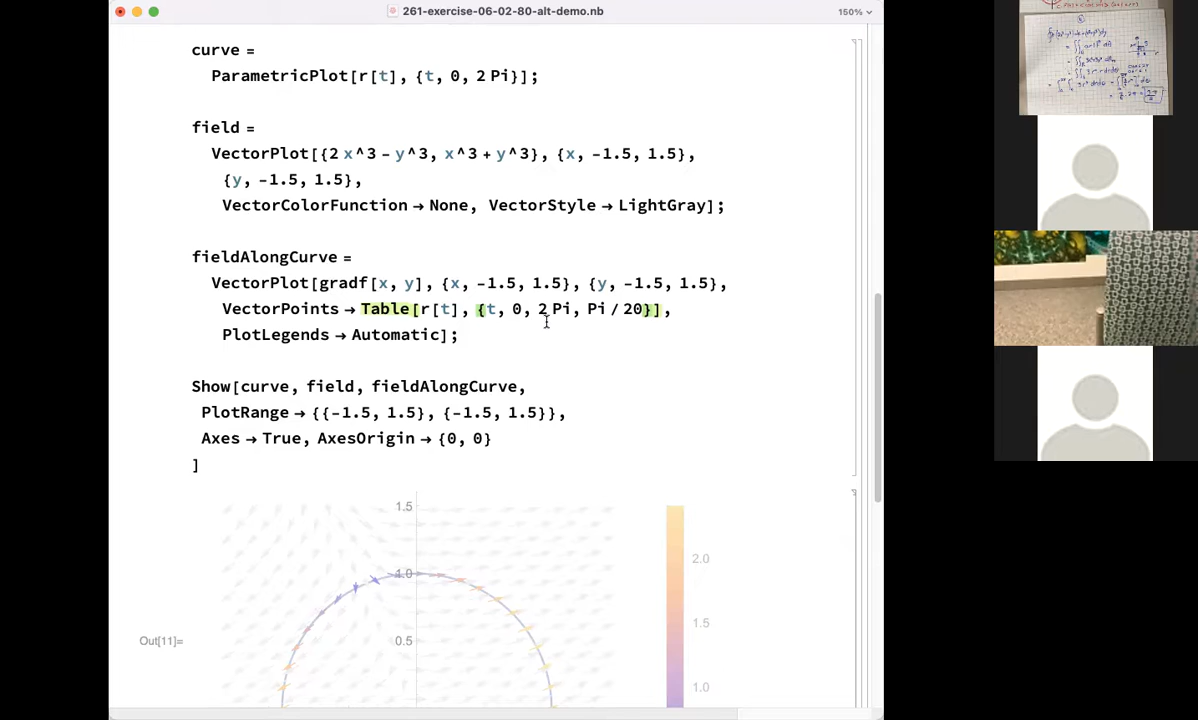 261-exercise-06-02-80-alt-demo.nb
150%
curve =
ParametricPlot[r[t], {t, 0, 2 Pi}];
field =
VectorPlot[{2 x^3 - y^3, x^3 + y^3}, {x, -1.5, 1.5},
{y, -1.5, 1.5},
VectorColorFunction → None, VectorStyle → LightGray];
fieldAlongCurve =
VectorPlot[gradf[x, y], {x, -1.5, 1.5}, {y, -1.5, 1.5},
VectorPoints → Table[r[t], {t, 0, 2 Pi, Pi / 20}],
PlotLegends → Automatic];
Show[curve, field, fieldAlongCurve,
PlotRange → {{-1.5, 1.5}, {-1.5, 1.5}},
Axes → True, AxesOrigin → {0, 0}
]
1.5
1.0
0.5
Out[11]=
2.0
1.5
1.0